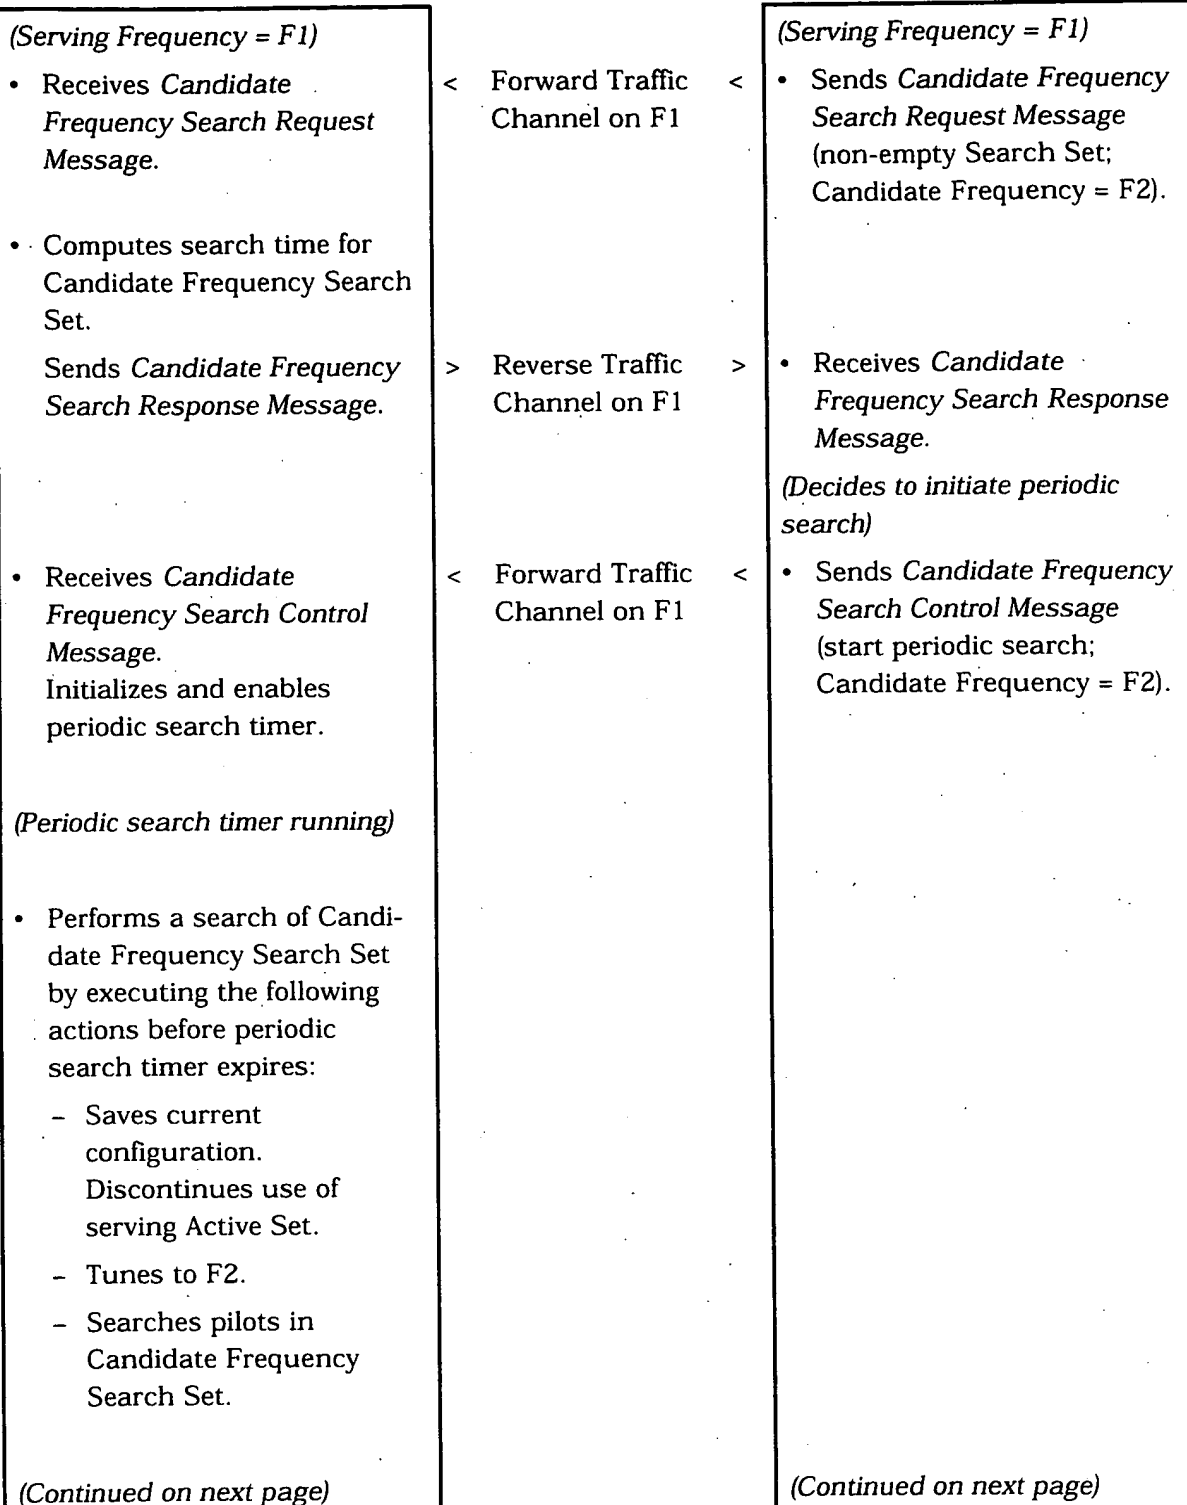 (Serving Frequency = F1)
• Receives Candidate
Frequency Search Request
Message.
• Computes search time for
Candidate Frequency Search
Set.
Sends Candidate Frequency
Search Response Message.
• Receives Candidate
Frequency Search Control
Message.
Initializes and enables
periodic search timer.
(Periodic search timer running)
• Performs a search of Candi-
date Frequency Search Set
by executing the following
actions before periodic
search timer expires:
– Saves current
configuration.
Discontinues use of
serving Active Set.
– Tunes to F2.
– Searches pilots in
Candidate Frequency
Search Set.
(Continued on next page)
< Forward Traffic <
Channel on F1
> Reverse Traffic >
Channel on F1
< Forward Traffic <
Channel on F1
(Serving Frequency = F1)
• Sends Candidate Frequency
Search Request Message
(non-empty Search Set;
Candidate Frequency = F2).
• Receives Candidate
Frequency Search Response
Message.
(Decides to initiate periodic
search)
• Sends Candidate Frequency
Search Control Message
(start periodic search;
Candidate Frequency = F2).
(Continued on next page)